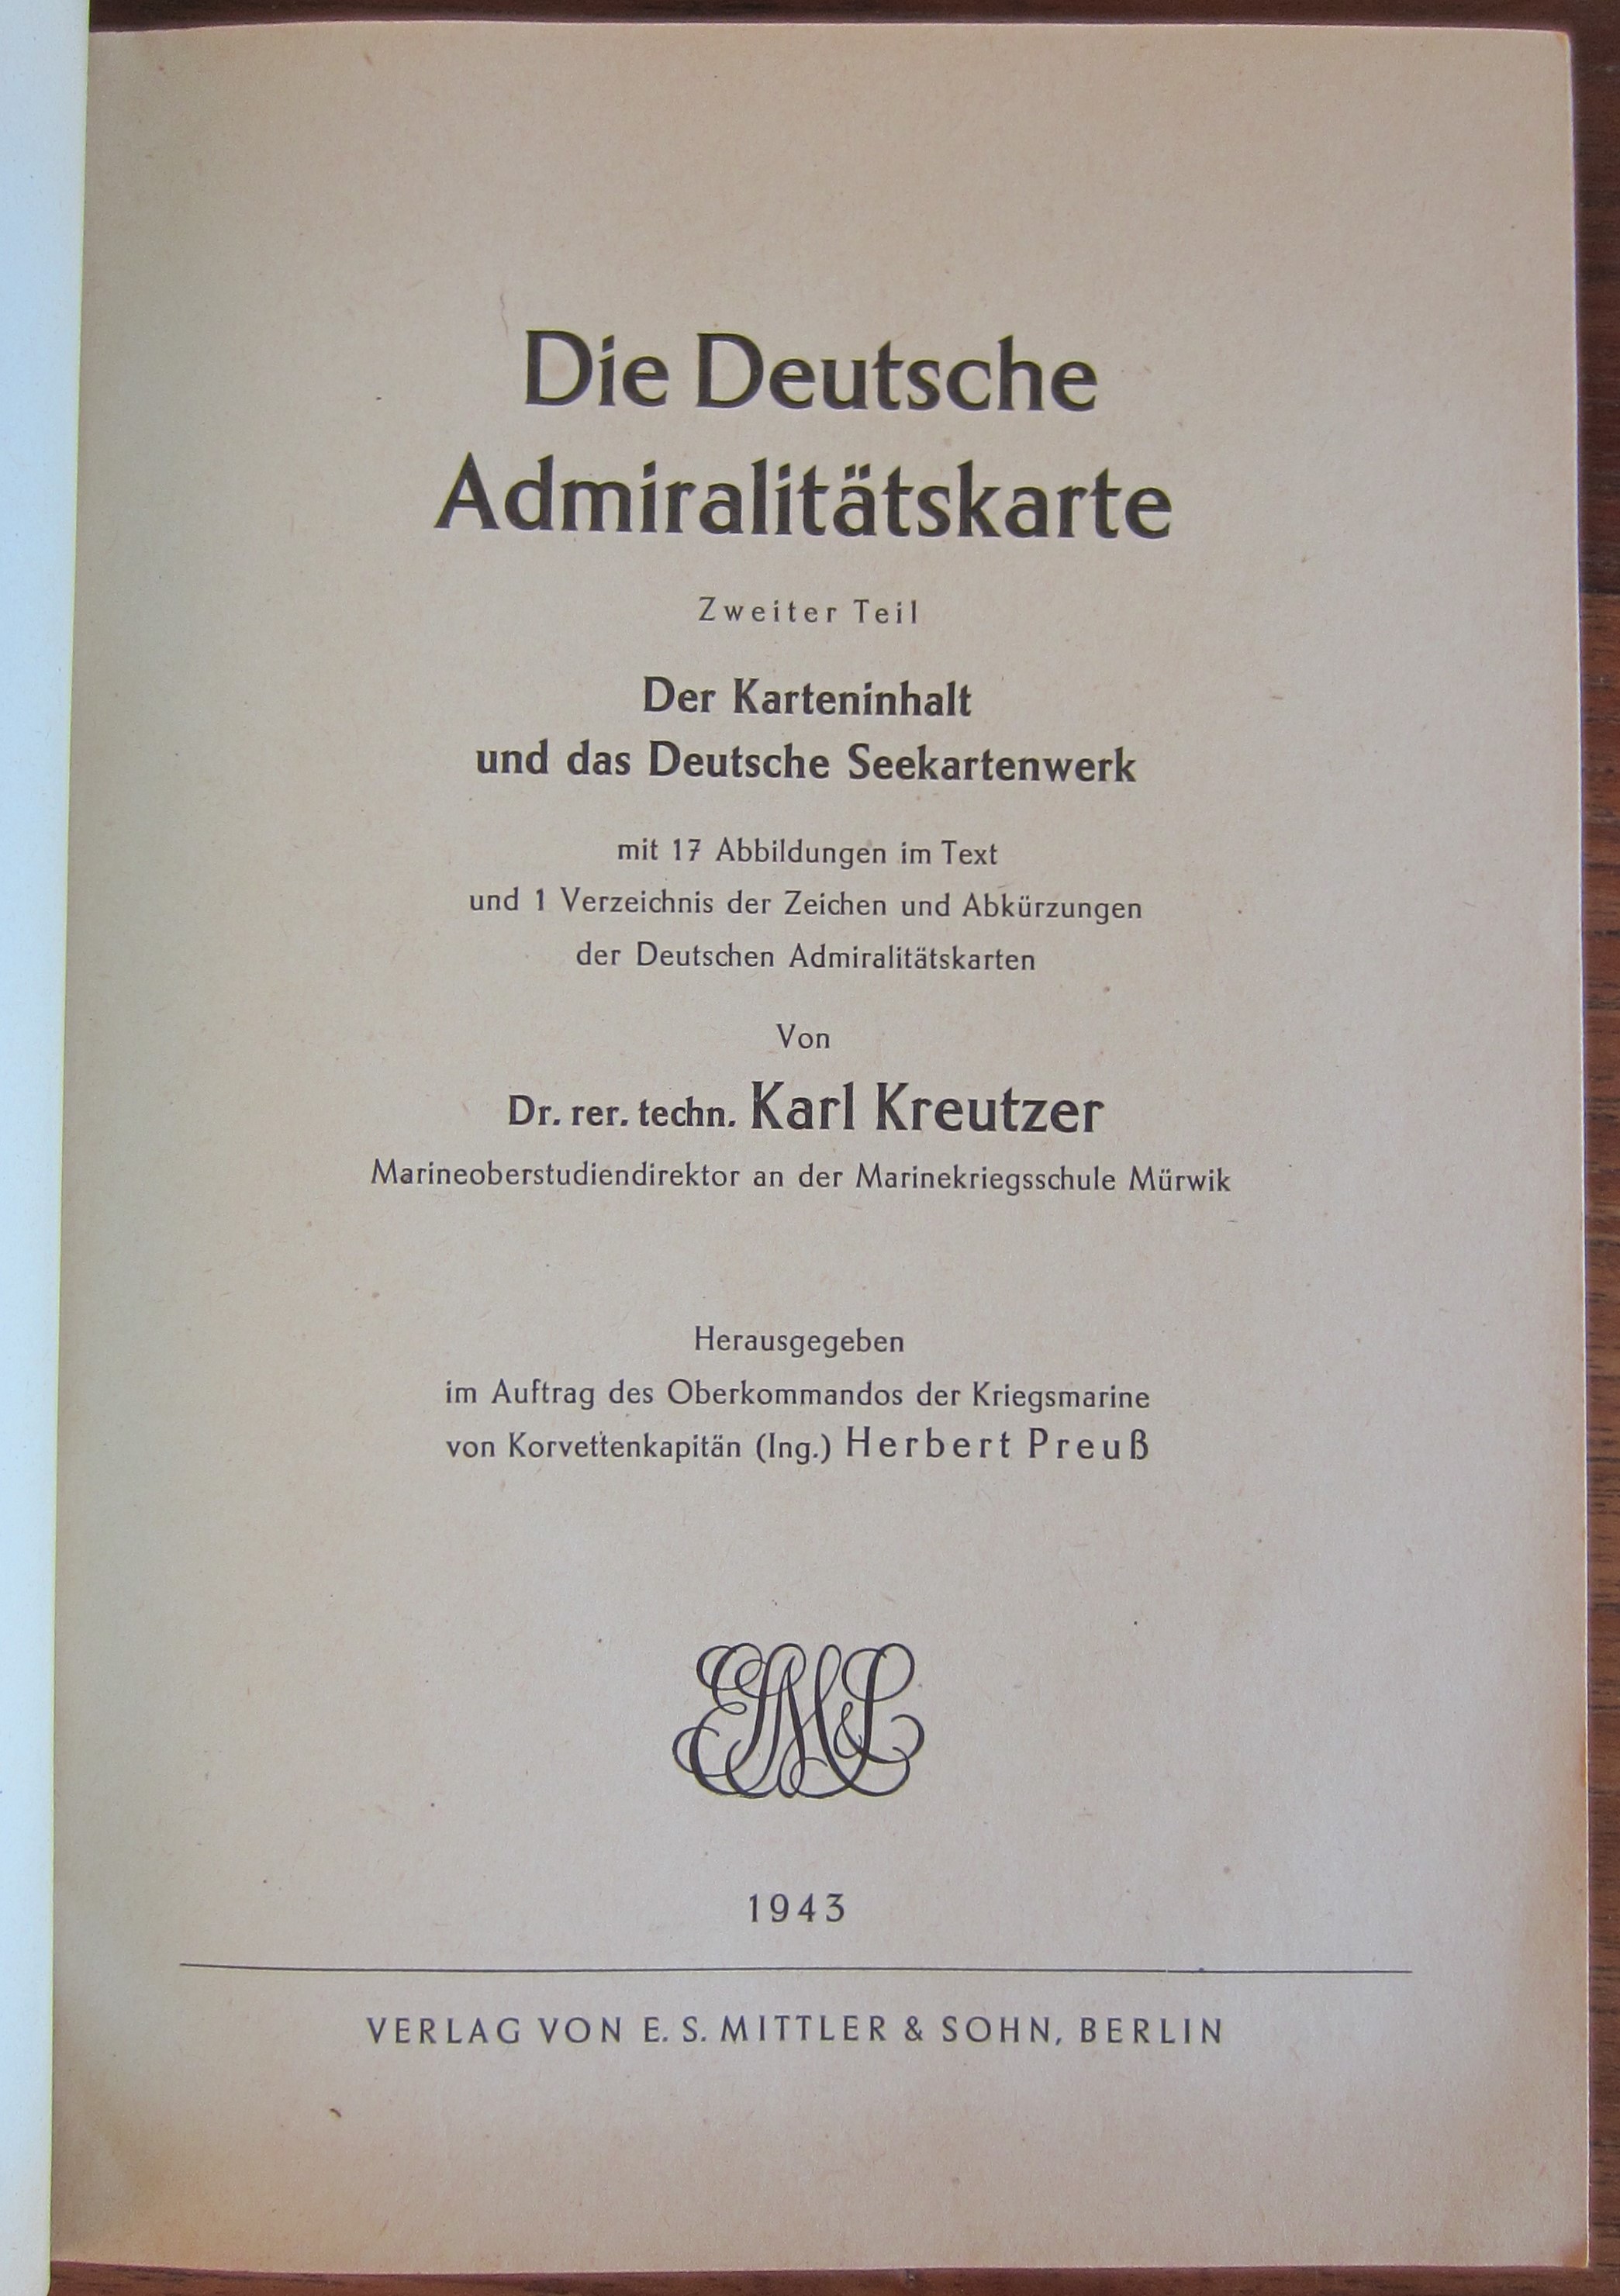 Die Deutsche
Admiralitätskarte
Zweiter Teil
Der Karteninhalt
und das Deutsche Seekartenwerk
mit 17 Abbildungen im Text
und 1 Verzeichnis der Zeichen und Abkürzungen
der Deutschen Admiralitätskarten
Von
Dr. rer. techn. Karl Kreutzer
Marineoberstudiendirektor an der Marinekriegsschule Mürwik
Herausgegeben
im Auftrag des Oberkommandos der Kriegsmarine
von Korvettenkapitän (Ing.) Herbert Preuß
ESM&S
1943
VERLAG VON E. S. MITTLER & SOHN, BERLIN